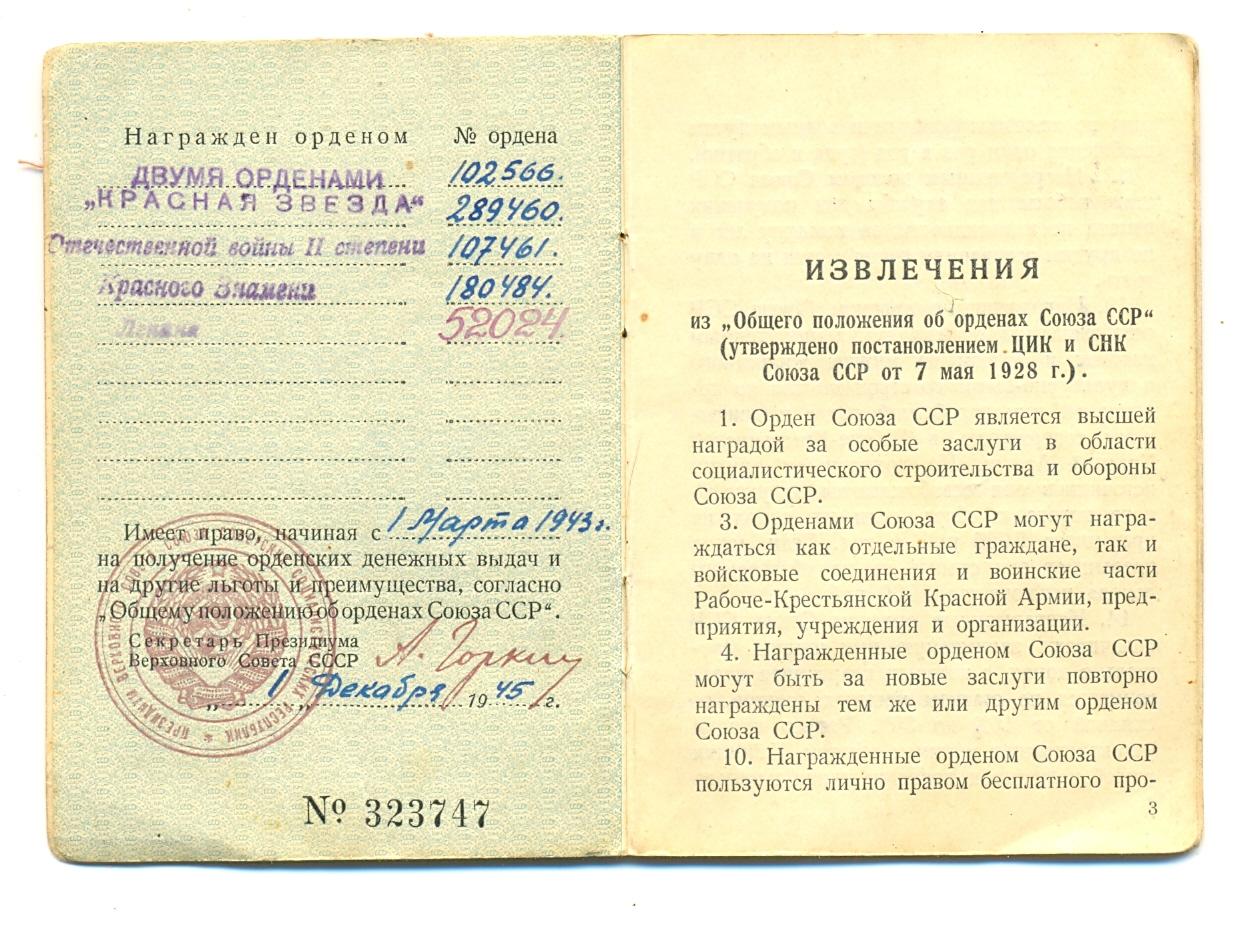 Награжден орденом № ордена
ДВУМЯ ОРДЕНАМИ 102566.
„КРАСНАЯ ЗВЕЗДА“ 289460.
Отечественной войны II степени 107461.
Красного Знамени 180484.
Ленина 52024.
Имеет право, начиная с 1 Марта 1943 г.
на получение орденских денежных выдач и
на другие льготы и преимущества, согласно
„Общему положению об орденах Союза ССР“.
Секретарь Президиума
Верховного Совета СССР А. Горкин
„ 1 „ Декабря 1945 г.
№ 323747
ИЗВЛЕЧЕНИЯ
из „Общего положения об орденах Союза ССР“
(утверждено постановлением ЦИК и СНК
Союза ССР от 7 мая 1928 г.).
1. Орден Союза ССР является высшей
наградой за особые заслуги в области
социалистического строительства и обороны
Союза ССР.
3. Орденами Союза ССР могут награ-
ждаться как отдельные граждане, так и
войсковые соединения и воинские части
Рабоче-Крестьянской Красной Армии, пред-
приятия, учреждения и организации.
4. Награжденные орденом Союза ССР
могут быть за новые заслуги повторно
награждены тем же или другим орденом
Союза ССР.
10. Награжденные орденом Союза ССР
пользуются лично правом бесплатного про-
3